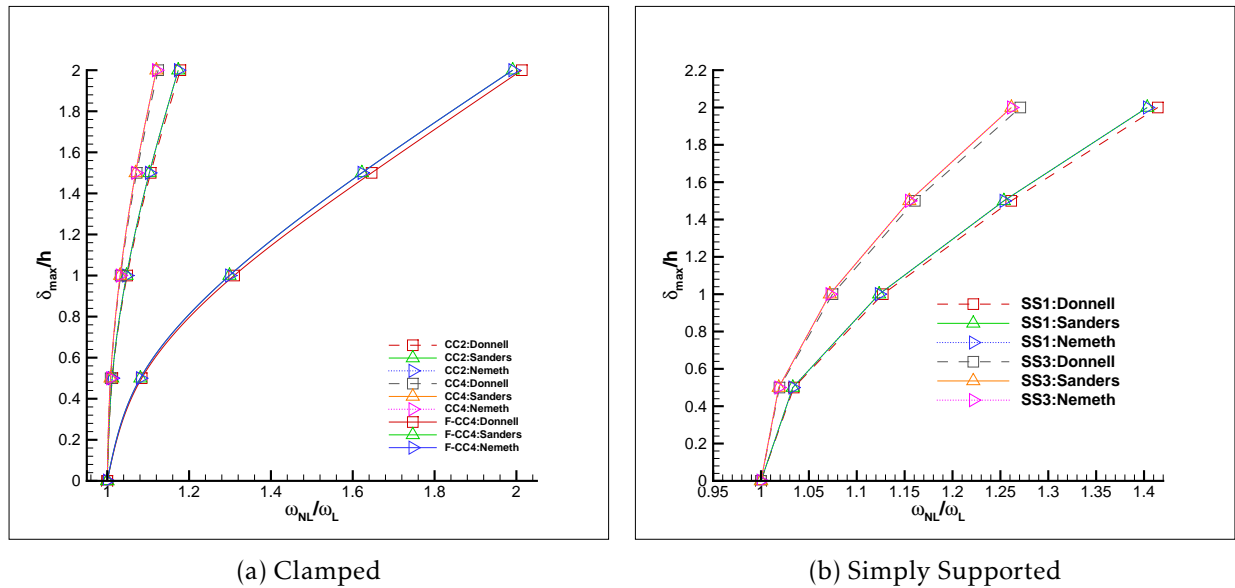 δmax/h
2
1.8
1.6
1.4
1.2
1
0.8
0.6
0.4
0.2
0
1
1.2
1.4
1.6
1.8
2
ωNL/ωL
CC2:Donnell
CC2:Sanders
CC2:Nemeth
CC4:Donnell
CC4:Sanders
CC4:Nemeth
F-CC4:Donnell
F-CC4:Sanders
F-CC4:Nemeth
(a) Clamped
δmax/h
2.2
2
1.8
1.6
1.4
1.2
1
0.8
0.6
0.4
0.2
0
0.95
1
1.05
1.1
1.15
1.2
1.25
1.3
1.35
1.4
ωNL/ωL
SS1:Donnell
SS1:Sanders
SS1:Nemeth
SS3:Donnell
SS3:Sanders
SS3:Nemeth
(b) Simply Supported